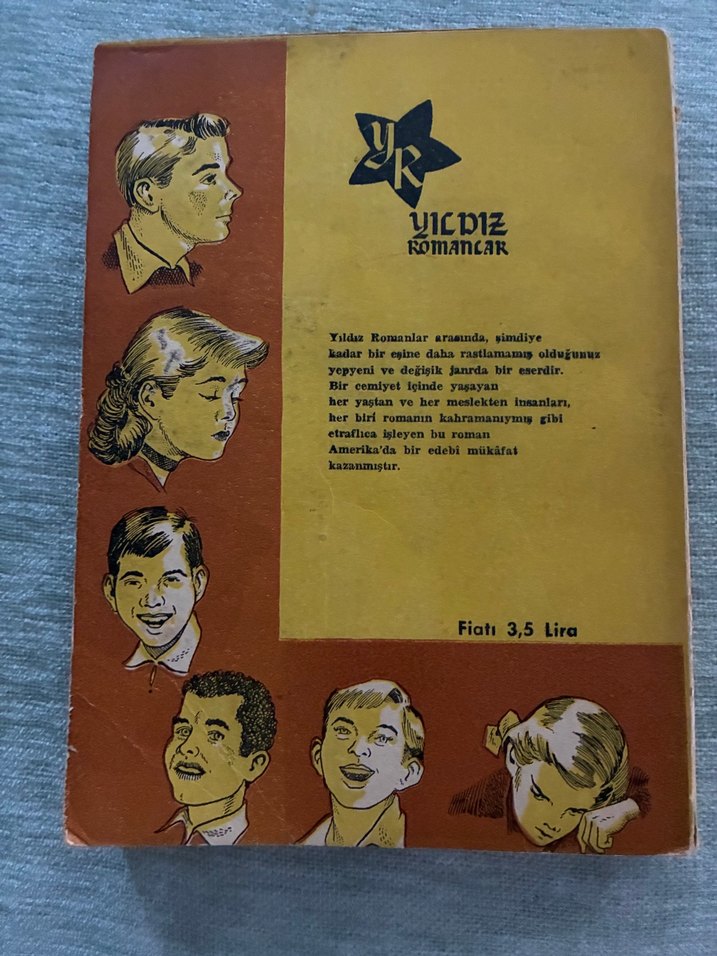 YR
YILDIZ
ROMANLAR
Yıldız Romanlar arasında, şimdiye
kadar bir eşine daha rastlamamış olduğunuz
yepyeni ve değişik janrda bir eserdir.
Bir cemiyet içinde yaşayan
her yaştan ve her meslekten insanları,
her biri romanın kahramanıymış gibi
etraflıca işleyen bu roman
Amerika'da bir edebî mükâfat
kazanmıştır.
Fiatı 3,5 Lira